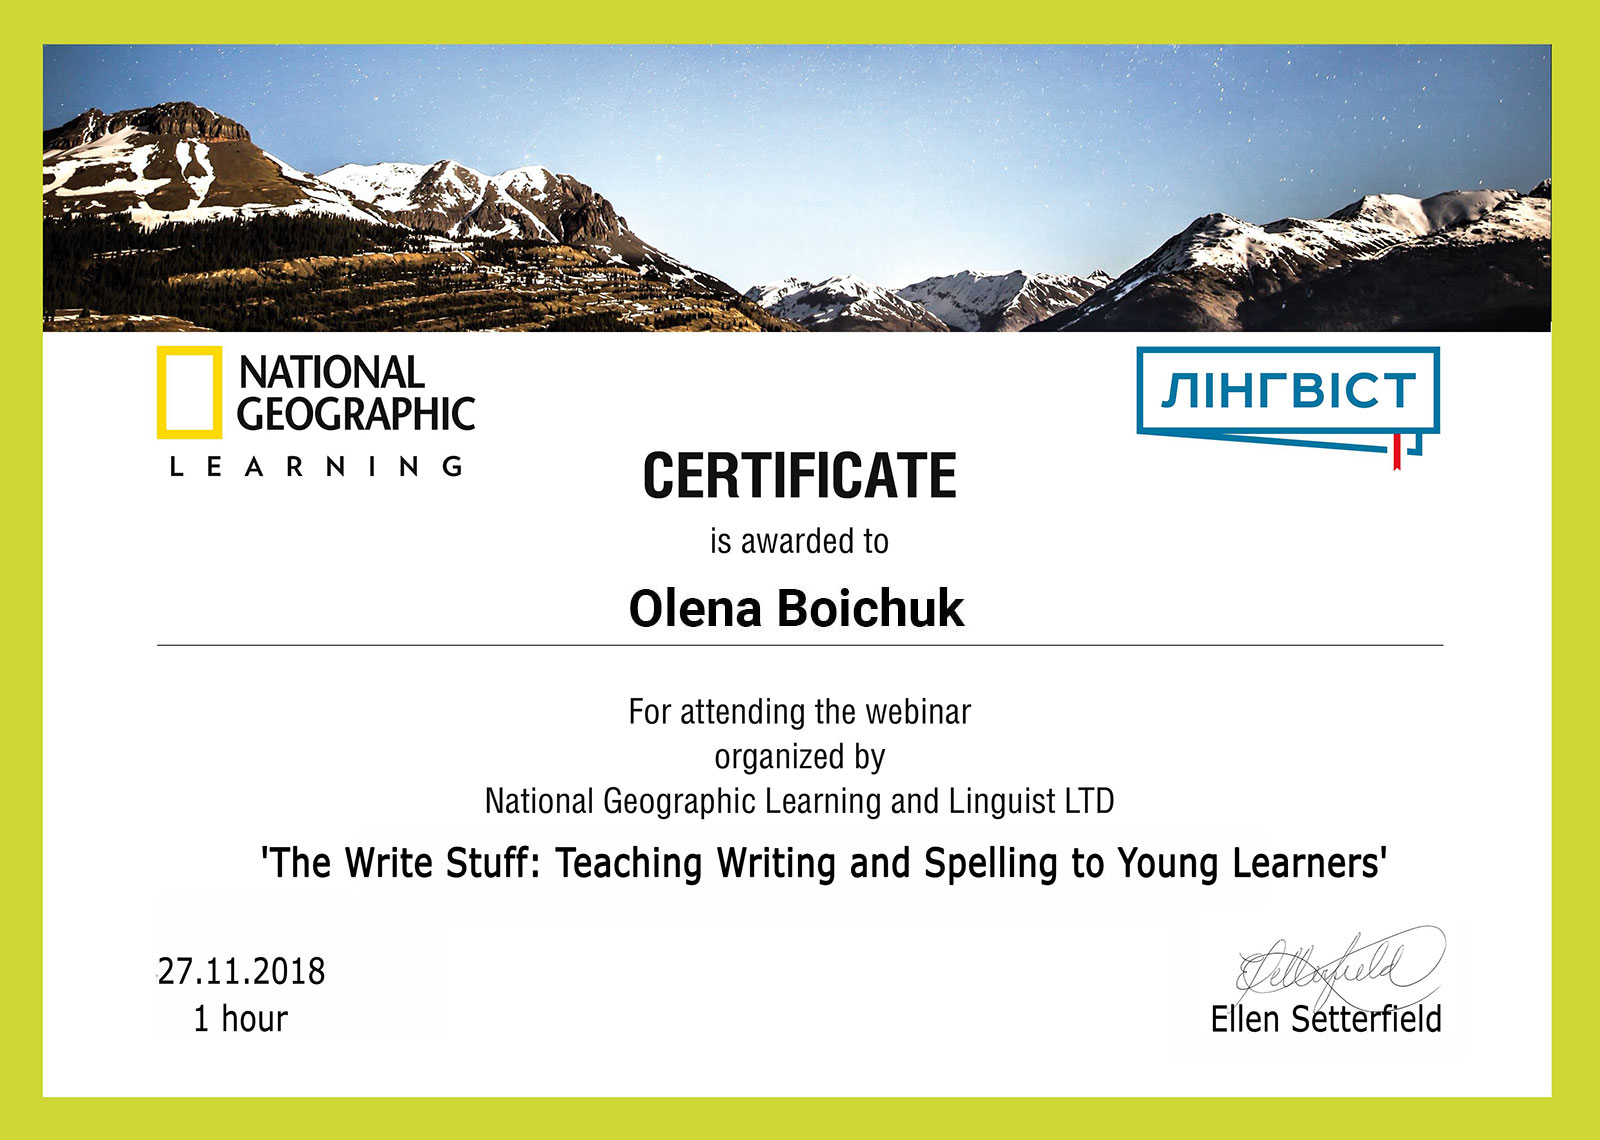 NATIONAL
GEOGRAPHIC
LEARNING
ЛІНГВІСТ
CERTIFICATE
is awarded to
Olena Boichuk
For attending the webinar
organized by
National Geographic Learning and Linguist LTD
'The Write Stuff: Teaching Writing and Spelling to Young Learners'
27.11.2018
1 hour
Setterfield
Ellen Setterfield